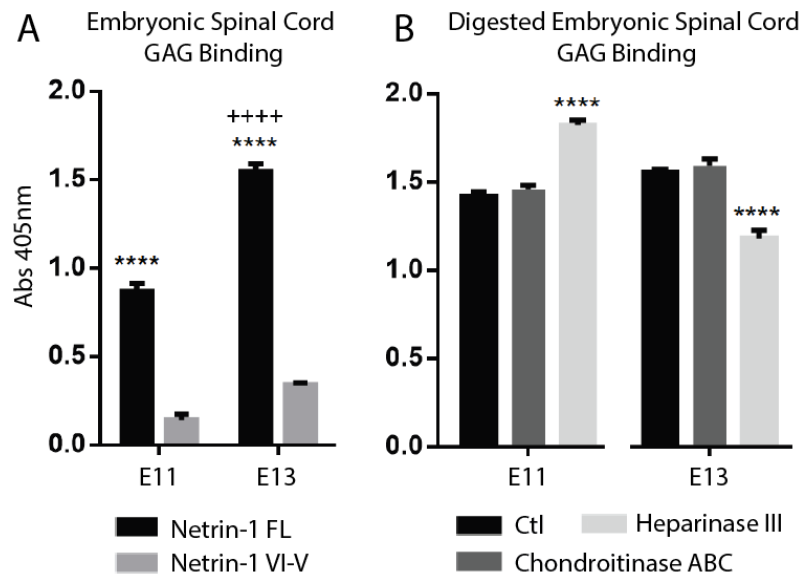 A
Embryonic Spinal Cord
GAG Binding
Abs 405nm
2.0
1.5
1.0
0.5
0.0
****
++++
****
E11
E13
Netrin-1 FL
Netrin-1 VI-V
B
Digested Embryonic Spinal Cord
GAG Binding
2.0
1.5
1.0
0.5
0.0
****
****
E11
E13
Ctl
Heparinase III
Chondroitinase ABC